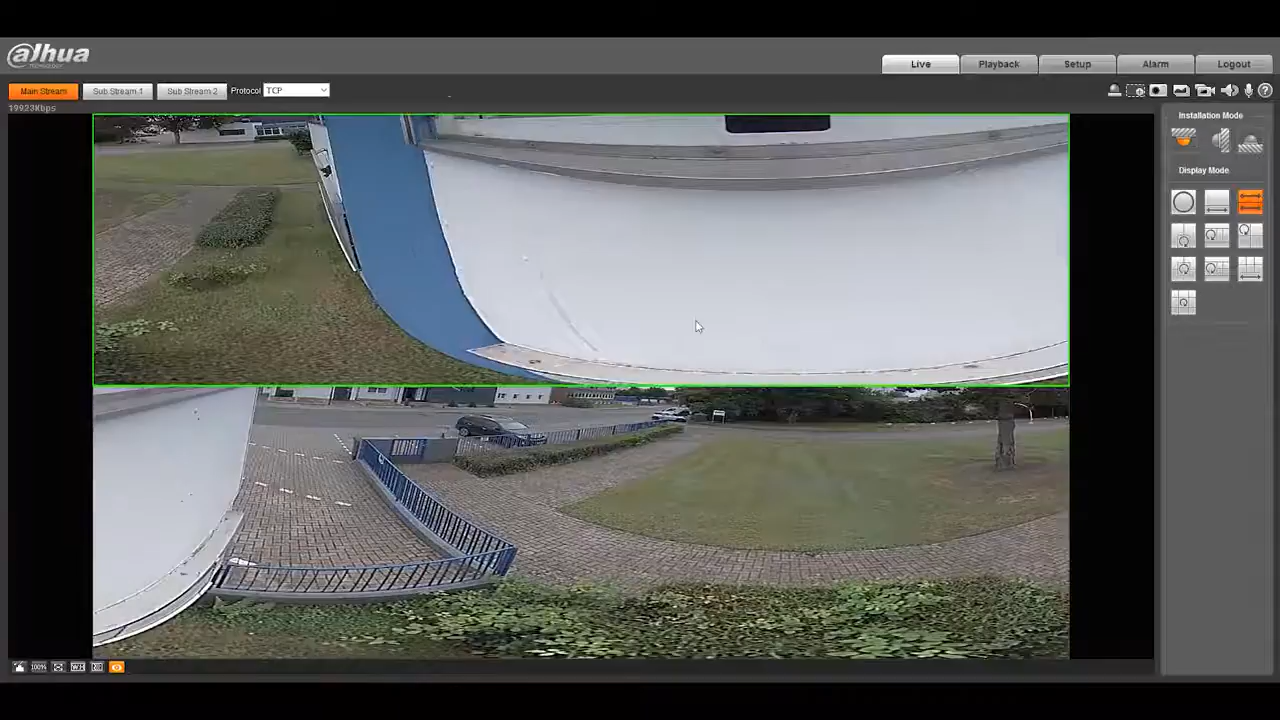 alhua
TECHNOLOGY
Live
Playback
Setup
Alarm
Logout
Main Stream
Sub Stream 1
Sub Stream 2
Protocol
TCP
19923Kbps
Installation Mode
Display Mode
100%
W:H